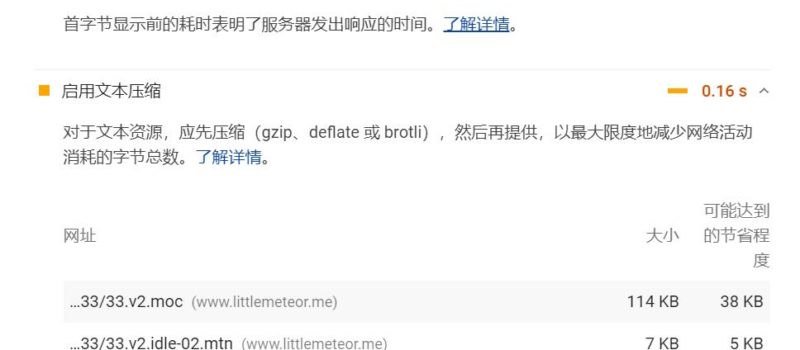 首字节显示前的耗时表明了服务器发出响应的时间。了解详情。
启用文本压缩 0.16 s
对于文本资源，应先压缩（gzip、deflate 或 brotli），然后再提供，以最大限度地减少网络活动
消耗的字节总数。了解详情。
网址 大小 可能达到
的节省程
度
...33/33.v2.moc (www.littlemeteor.me) 114 KB 38 KB
...33/33.v2.idle-02.mtn (www.littlemeteor.me) 7 KB 5 KB